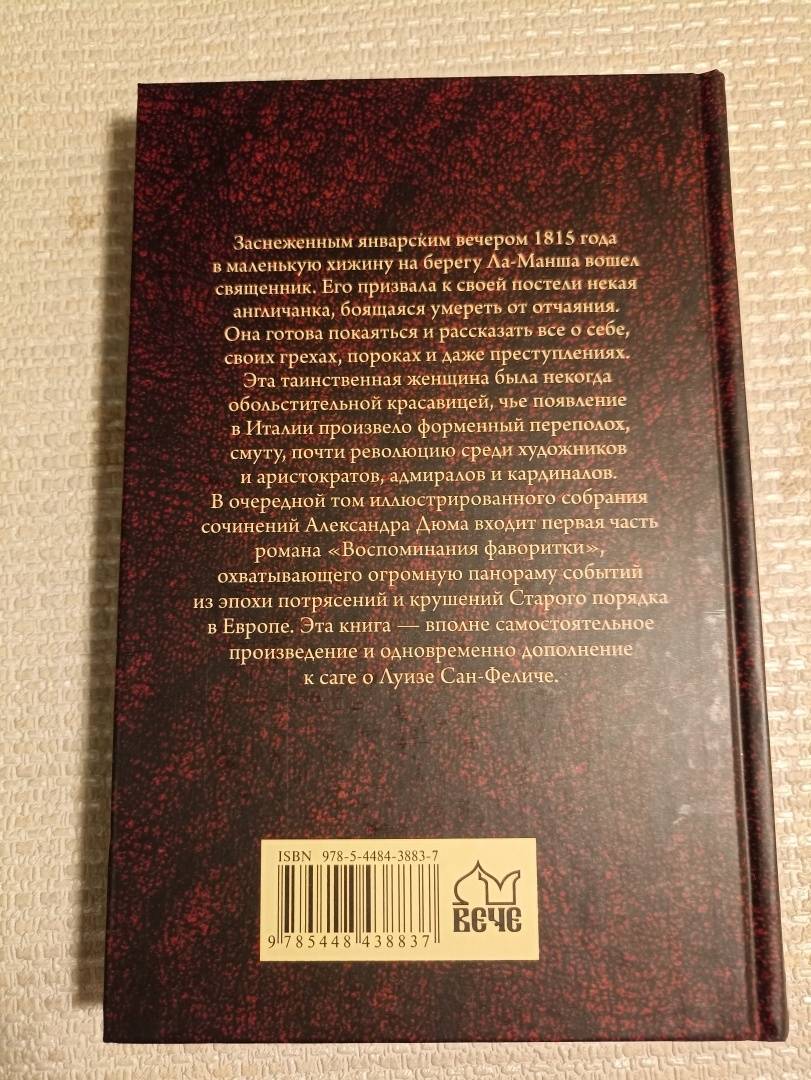 Заснеженным январским вечером 1815 года
в маленькую хижину на берегу Ла-Манша вошел
священник. Его призвала к своей постели некая
англичанка, боящаяся умереть от отчаяния.
Она готова покаяться и рассказать все о себе,
своих грехах, пороках и даже преступлениях.
Эта таинственная женщина была некогда
обольстительной красавицей, чье появление
в Италии произвело форменный переполох,
смуту, почти революцию среди художников
и аристократов, адмиралов и кардиналов.
В очередной том иллюстрированного собрания
сочинений Александра Дюма входит первая часть
романа «Воспоминания фаворитки»,
охватывающего огромную панораму событий
из эпохи потрясений и крушений Старого порядка
в Европе. Эта книга — вполне самостоятельное
произведение и одновременно дополнение
к саге о Луизе Сан-Феличе.
ISBN 978-5-4484-3883-7
9 785448 438837
ВЕЧЕ